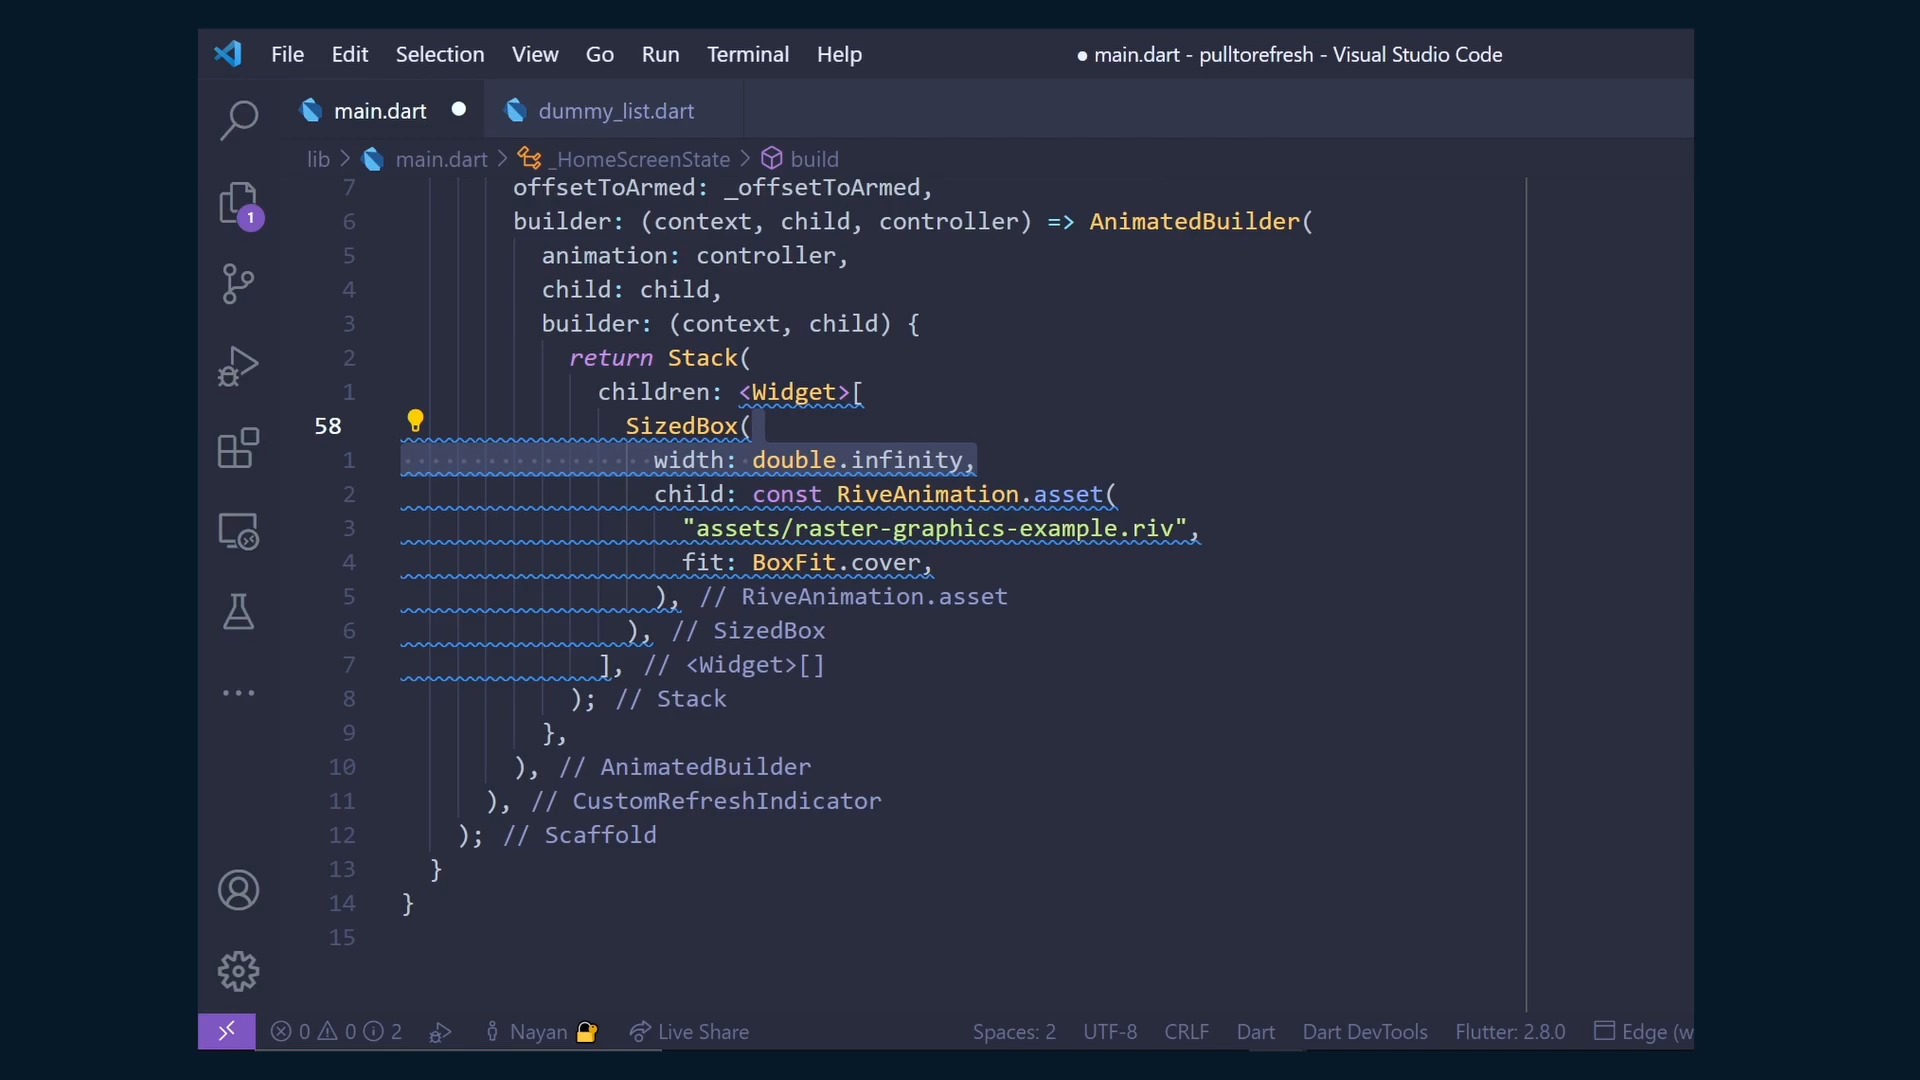 File Edit Selection View Go Run Terminal Help ● main.dart - pulltorefresh - Visual Studio Code
main.dart ● dummy_list.dart
lib > main.dart > _HomeScreenState > build
7 offsetToArmed: _offsetToArmed,
6 builder: (context, child, controller) => AnimatedBuilder(
5 animation: controller,
4 child: child,
3 builder: (context, child) {
2 return Stack(
1 children: <Widget>[
58 SizedBox(
1 width: double.infinity,
2 child: const RiveAnimation.asset(
3 "assets/raster-graphics-example.riv",
4 fit: BoxFit.cover,
5 ), // RiveAnimation.asset
6 ), // SizedBox
7 ], // <Widget>[]
8 ); // Stack
9 },
10 ), // AnimatedBuilder
11 ), // CustomRefreshIndicator
12 ); // Scaffold
13 }
14 }
15
1
0 0 2 Nayan Live Share Spaces: 2 UTF-8 CRLF Dart Dart DevTools Flutter: 2.8.0 Edge (w